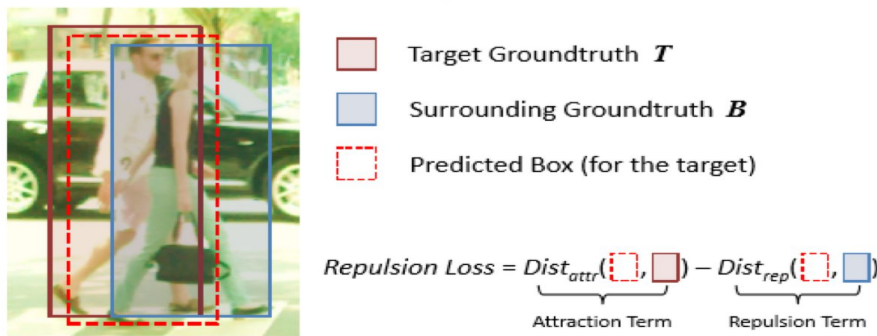 Target Groundtruth T
Surrounding Groundtruth B
Predicted Box (for the target)
Repulsion Loss = Dist_attr( , ) − Dist_rep( , )
Attraction Term Repulsion Term